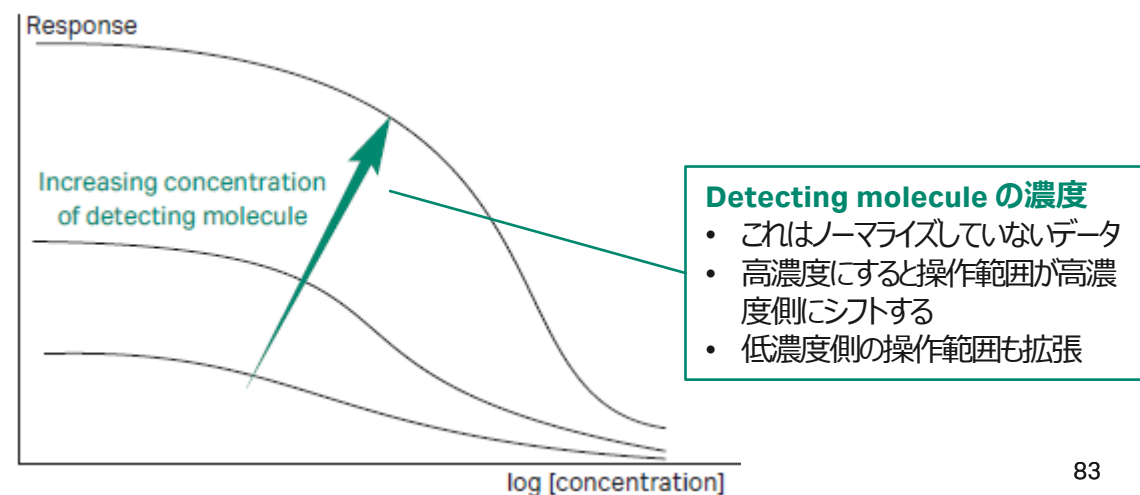 Response
Increasing concentration
of detecting molecule
Detecting molecule の濃度
• これはノーマライズしていないデータ
• 高濃度にすると操作範囲が高濃
度側にシフトする
• 低濃度側の操作範囲も拡張
log [concentration]
83